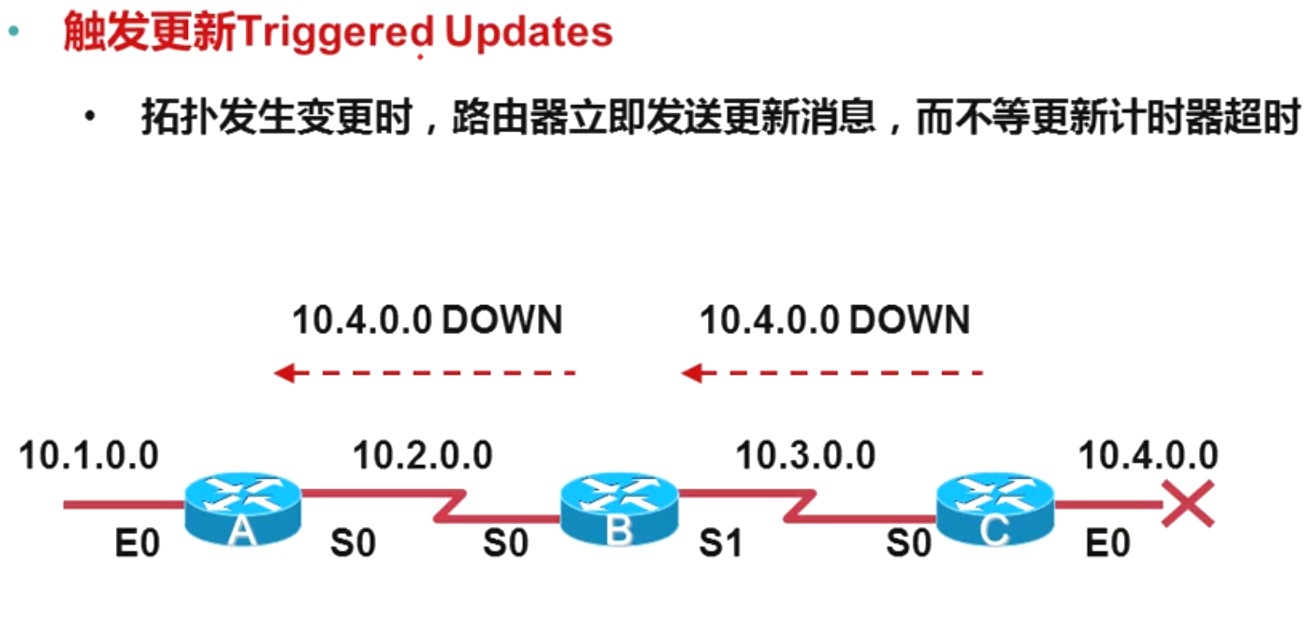 • 触发更新Triggered Updates
• 拓扑发生变更时，路由器立即发送更新消息，而不等更新计时器超时
10.4.0.0 DOWN 10.4.0.0 DOWN
10.1.0.0 10.2.0.0 10.3.0.0 10.4.0.0
A B C
E0 S0 S0 S1 S0 E0